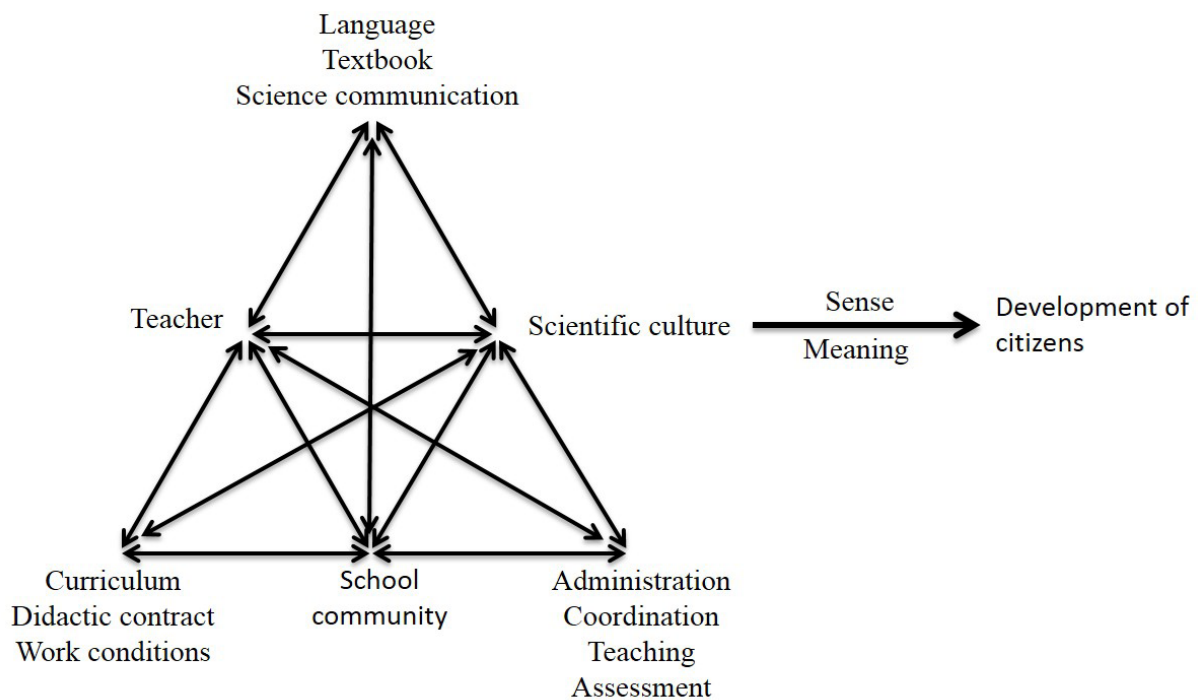 Language
Textbook
Science communication
Teacher
Scientific culture
Sense
Meaning
Development of
citizens
Curriculum
Didactic contract
Work conditions
School
community
Administration
Coordination
Teaching
Assessment